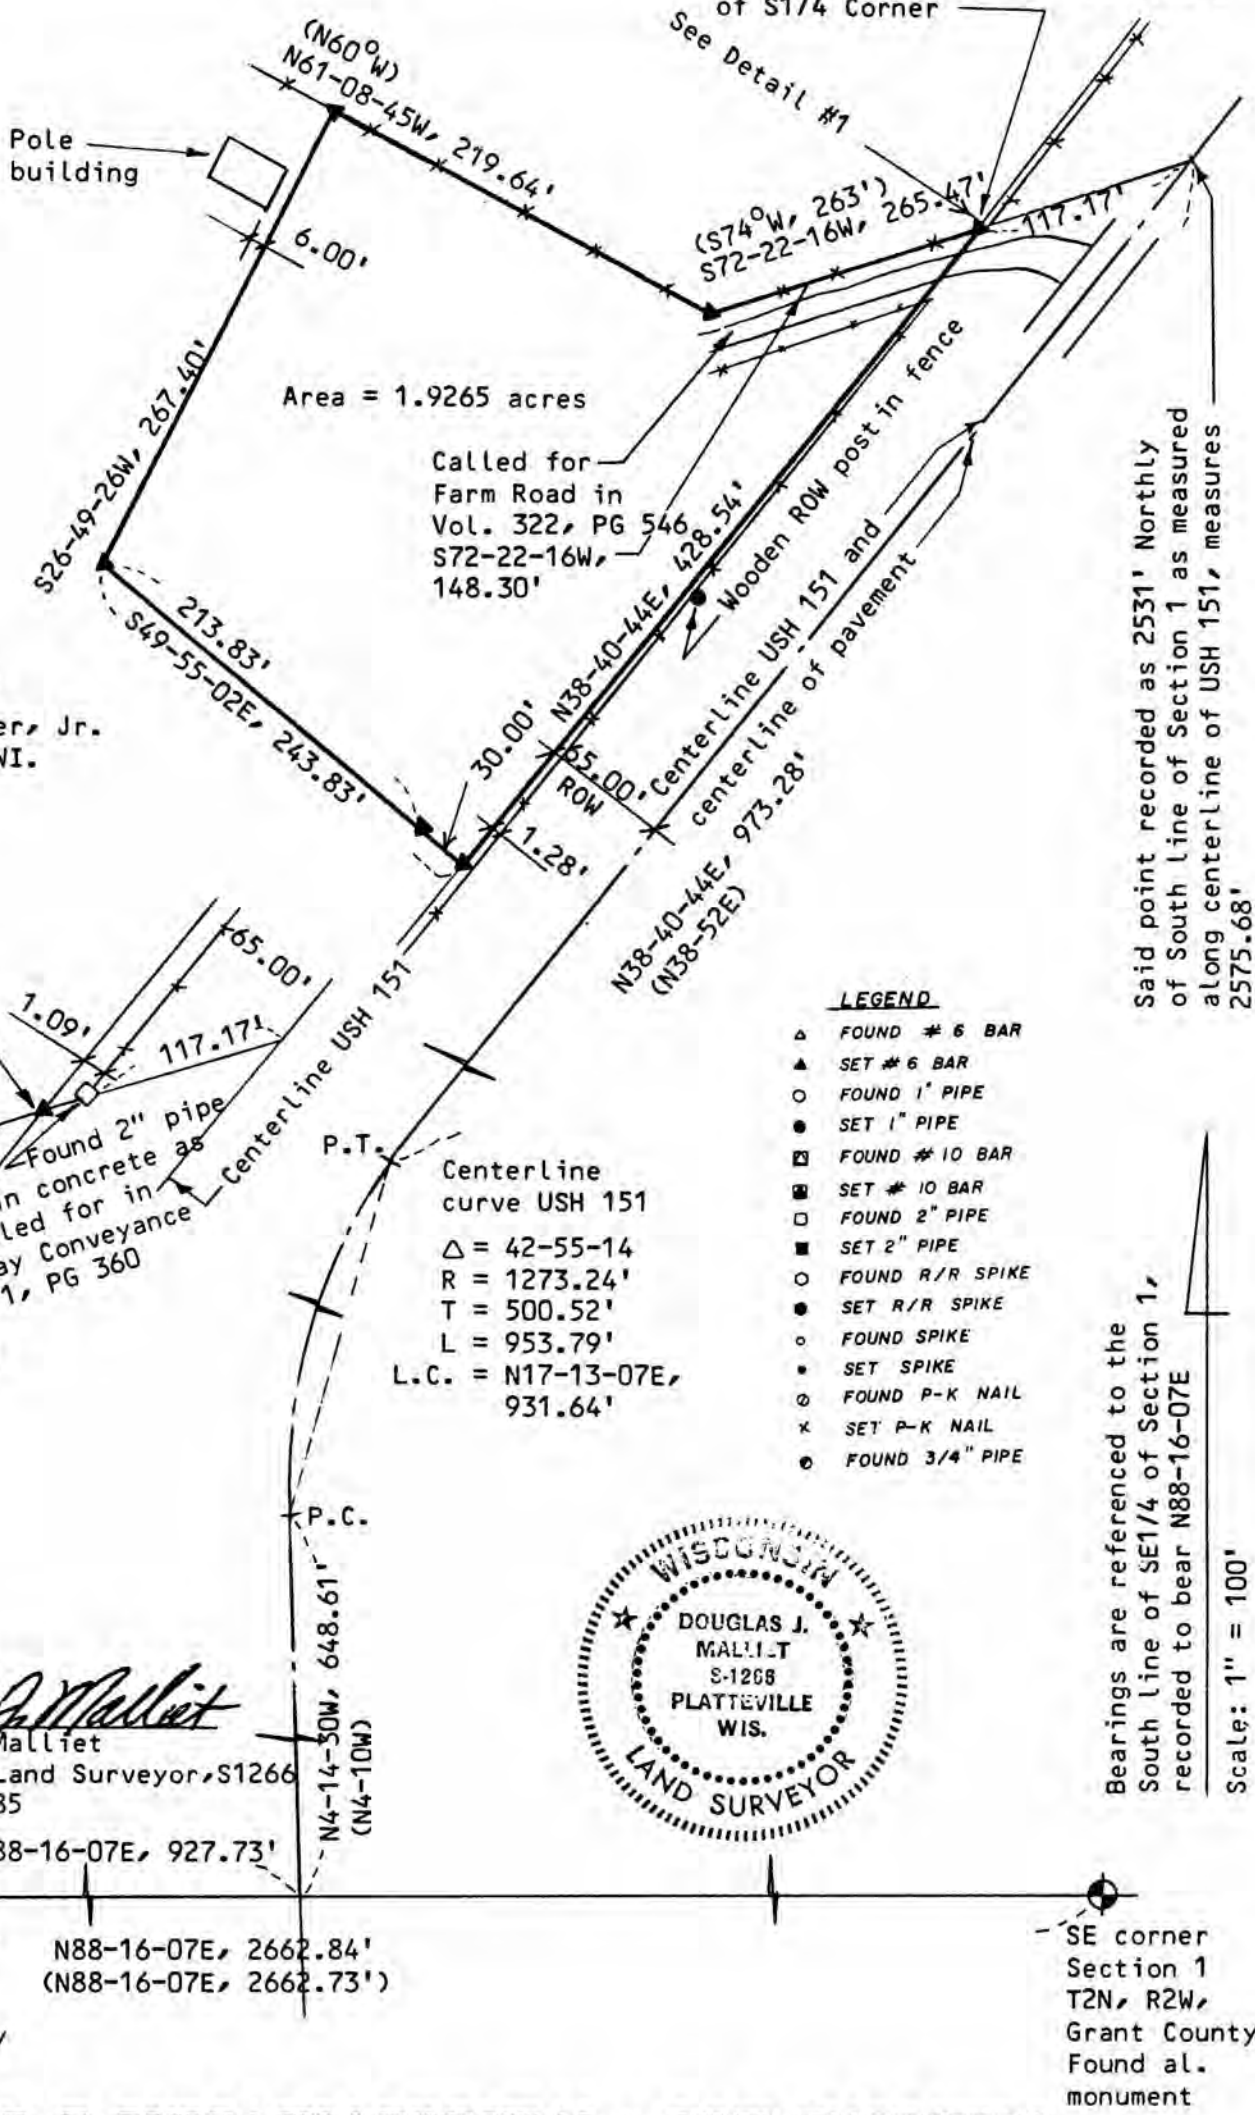 of S1/4 Corner
See Detail #1
(N60°W)
N61-08-45W, 219.64'
Pole
building
6.00'
(S74°W, 263')
S72-22-16W, 265.47'
117.17'
S26-49-26W, 267.40'
Area = 1.9265 acres
Called for
Farm Road in
Vol. 322, PG 546
S72-22-16W,
148.30'
Wooden ROW post in fence
N38-40-44E, 428.54'
Centerline USH 151 and
centerline of pavement
213.83'
S49-55-02E, 243.83'
er, Jr.
WI.
30.00'
65.00'
ROW
1.28'
N38-40-44E, 973.28'
(N38-52E)
Said point recorded as 2531' Northly
of South line of Section 1 as measured
along centerline of USH 151, measures
2575.68'
65.00'
1.09'
117.17'
Centerline USH 151
Found 2" pipe
in concrete as
led for in
ay Conveyance
1, PG 360
P.T.
Centerline
curve USH 151
△ = 42-55-14
R = 1273.24'
T = 500.52'
L = 953.79'
L.C. = N17-13-07E,
931.64'
P.C.
LEGEND
FOUND # 6 BAR
SET # 6 BAR
FOUND 1" PIPE
SET 1" PIPE
FOUND # 10 BAR
SET # 10 BAR
FOUND 2" PIPE
SET 2" PIPE
FOUND R/R SPIKE
SET R/R SPIKE
FOUND SPIKE
SET SPIKE
FOUND P-K NAIL
SET P-K NAIL
FOUND 3/4" PIPE
Bearings are referenced to the
South line of SE1/4 of Section 1,
recorded to bear N88-16-07E
Scale: 1" = 100'
WISCONSIN
DOUGLAS J.
MALLIET
S-1266
PLATTEVILLE
WIS.
LAND SURVEYOR
J. Malliet
Malliet
Land Surveyor, S1266
85
N4-14-30W, 648.61'
(N4-10W)
88-16-07E, 927.73'
N88-16-07E, 2662.84'
(N88-16-07E, 2662.73')
SE corner
Section 1
T2N, R2W,
Grant County
Found al.
monument